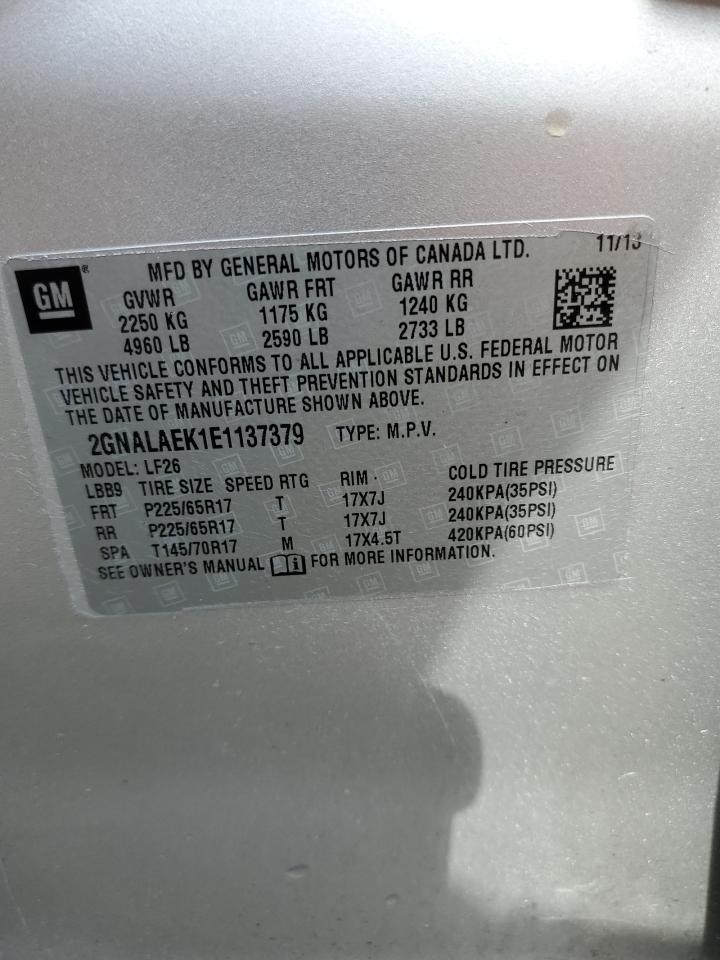 11/13
GM®
MFD BY GENERAL MOTORS OF CANADA LTD.
GVWR GAWR FRT GAWR RR
2250 KG 1175 KG 1240 KG
4960 LB 2590 LB 2733 LB
THIS VEHICLE CONFORMS TO ALL APPLICABLE U.S. FEDERAL MOTOR
VEHICLE SAFETY AND THEFT PREVENTION STANDARDS IN EFFECT ON
THE DATE OF MANUFACTURE SHOWN ABOVE.
2GNALAEK1E1137379 TYPE: M.P.V.
MODEL: LF26
LBB9 TIRE SIZE SPEED RTG RIM COLD TIRE PRESSURE
FRT P225/65R17 T 17X7J 240KPA(35PSI)
RR P225/65R17 T 17X7J 240KPA(35PSI)
SPA T145/70R17 M 17X4.5T 420KPA(60PSI)
SEE OWNER'S MANUAL FOR MORE INFORMATION.